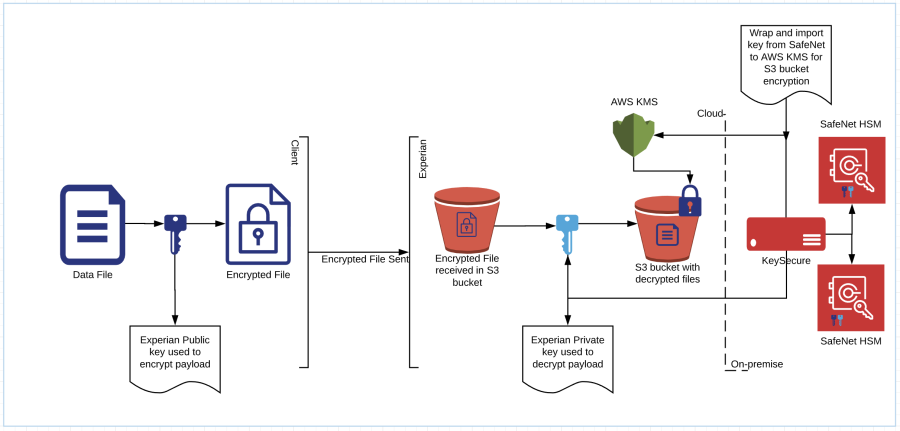 Wrap and import
key from SafeNet
to AWS KMS for
S3 bucket
encryption
AWS KMS
Cloud
SafeNet HSM
Client
Experian
Data File
Encrypted File
Encrypted File Sent
Encrypted File
received in S3
bucket
S3 bucket with
decrypted files
KeySecure
Experian Public
key used to
encrypt payload
Experian Private
key used to
decrypt payload
On-premise
SafeNet HSM